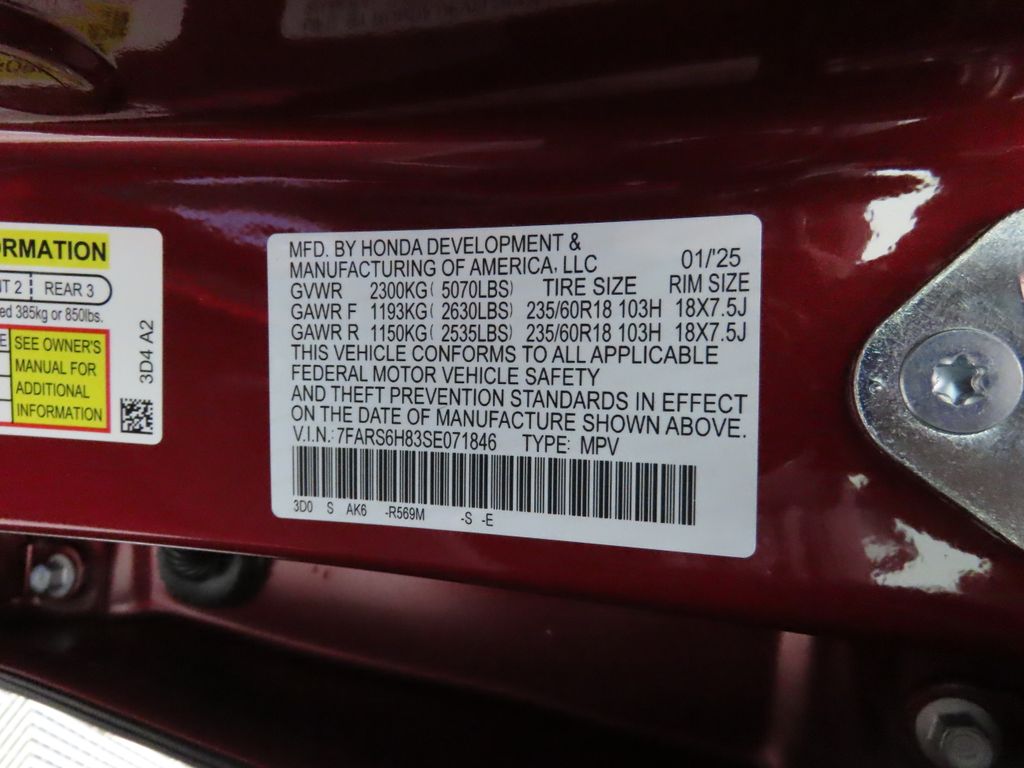 ORMATION
T 2 REAR 3
ed 385kg or 850lbs.
E
SEE OWNER'S
MANUAL FOR
ADDITIONAL
INFORMATION
3D4 A2
MFD. BY HONDA DEVELOPMENT &
MANUFACTURING OF AMERICA, LLC 01/'25
GVWR 2300KG( 5070LBS) TIRE SIZE RIM SIZE
GAWR F 1193KG( 2630LBS) 235/60R18 103H 18X7.5J
GAWR R 1150KG( 2535LBS) 235/60R18 103H 18X7.5J
THIS VEHICLE CONFORMS TO ALL APPLICABLE
FEDERAL MOTOR VEHICLE SAFETY
AND THEFT PREVENTION STANDARDS IN EFFECT
ON THE DATE OF MANUFACTURE SHOWN ABOVE.
V.I.N.: 7FARS6H83SE071846 TYPE: MPV
3D0 S AK6 -R569M -S -E